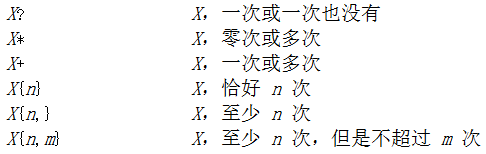 X? X，一次或一次也没有
X* X，零次或多次
X+ X，一次或多次
X{n} X，恰好 n 次
X{n,} X，至少 n 次
X{n,m} X，至少 n 次，但是不超过 m 次